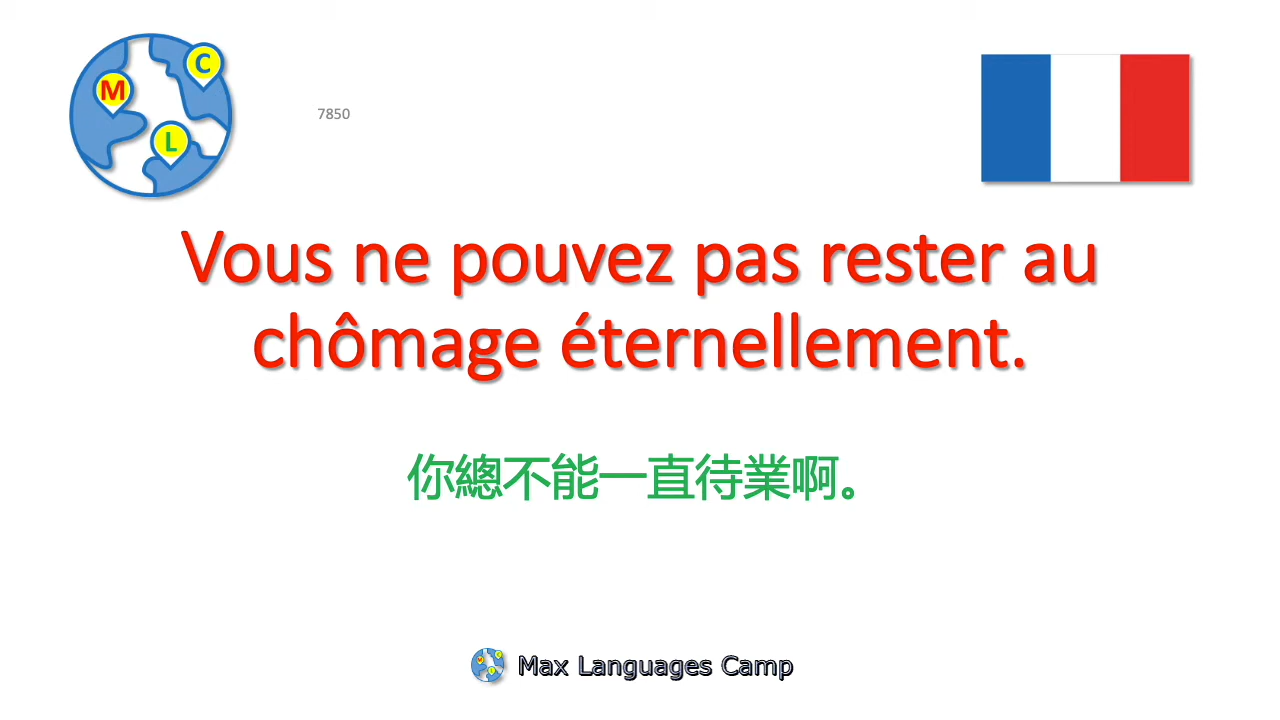 C
M
L
7850
Vous ne pouvez pas rester au
chômage éternellement.
你總不能一直待業啊。
Max Languages Camp